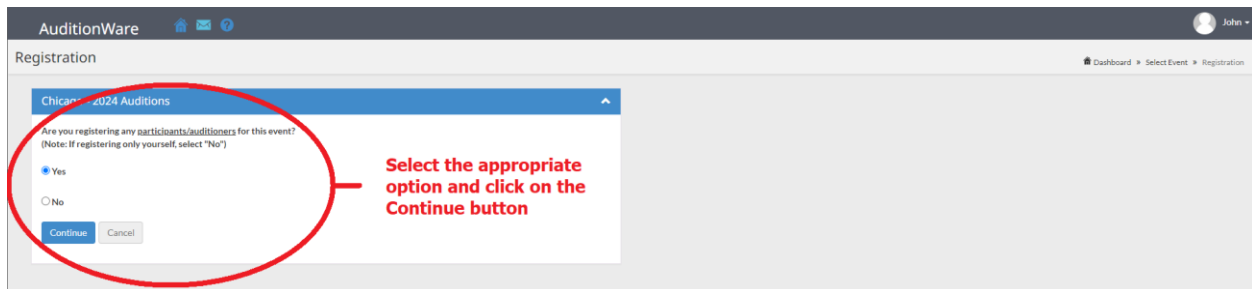 AuditionWare
John
Registration
Dashboard » Select Event » Registration
Chicago - 2024 Auditions
Are you registering any participants/auditioners for this event?
(Note: If registering only yourself, select "No")
Yes
No
Continue Cancel
Select the appropriate
option and click on the
Continue button